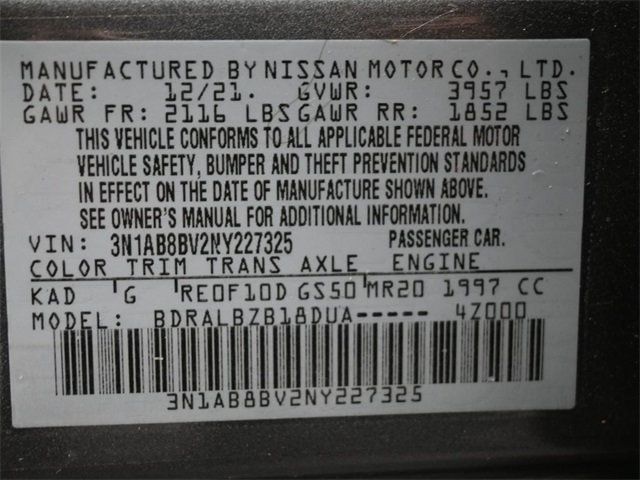 MANUFACTURED BY NISSAN MOTOR CO., LTD.
DATE: 12/21. GVWR: 3957 LBS
GAWR FR: 2116 LBS GAWR RR: 1852 LBS
THIS VEHICLE CONFORMS TO ALL APPLICABLE FEDERAL MOTOR
VEHICLE SAFETY, BUMPER AND THEFT PREVENTION STANDARDS
IN EFFECT ON THE DATE OF MANUFACTURE SHOWN ABOVE.
SEE OWNER'S MANUAL FOR ADDITIONAL INFORMATION.
VIN: 3N1AB8BV2NY227325 PASSENGER CAR.
COLOR TRIM TRANS AXLE ENGINE
KAD G RE0F10D GS50 MR20 1997 CC
MODEL: BDRALBZB18DUA----- 4Z000
3N1AB8BV2NY227325